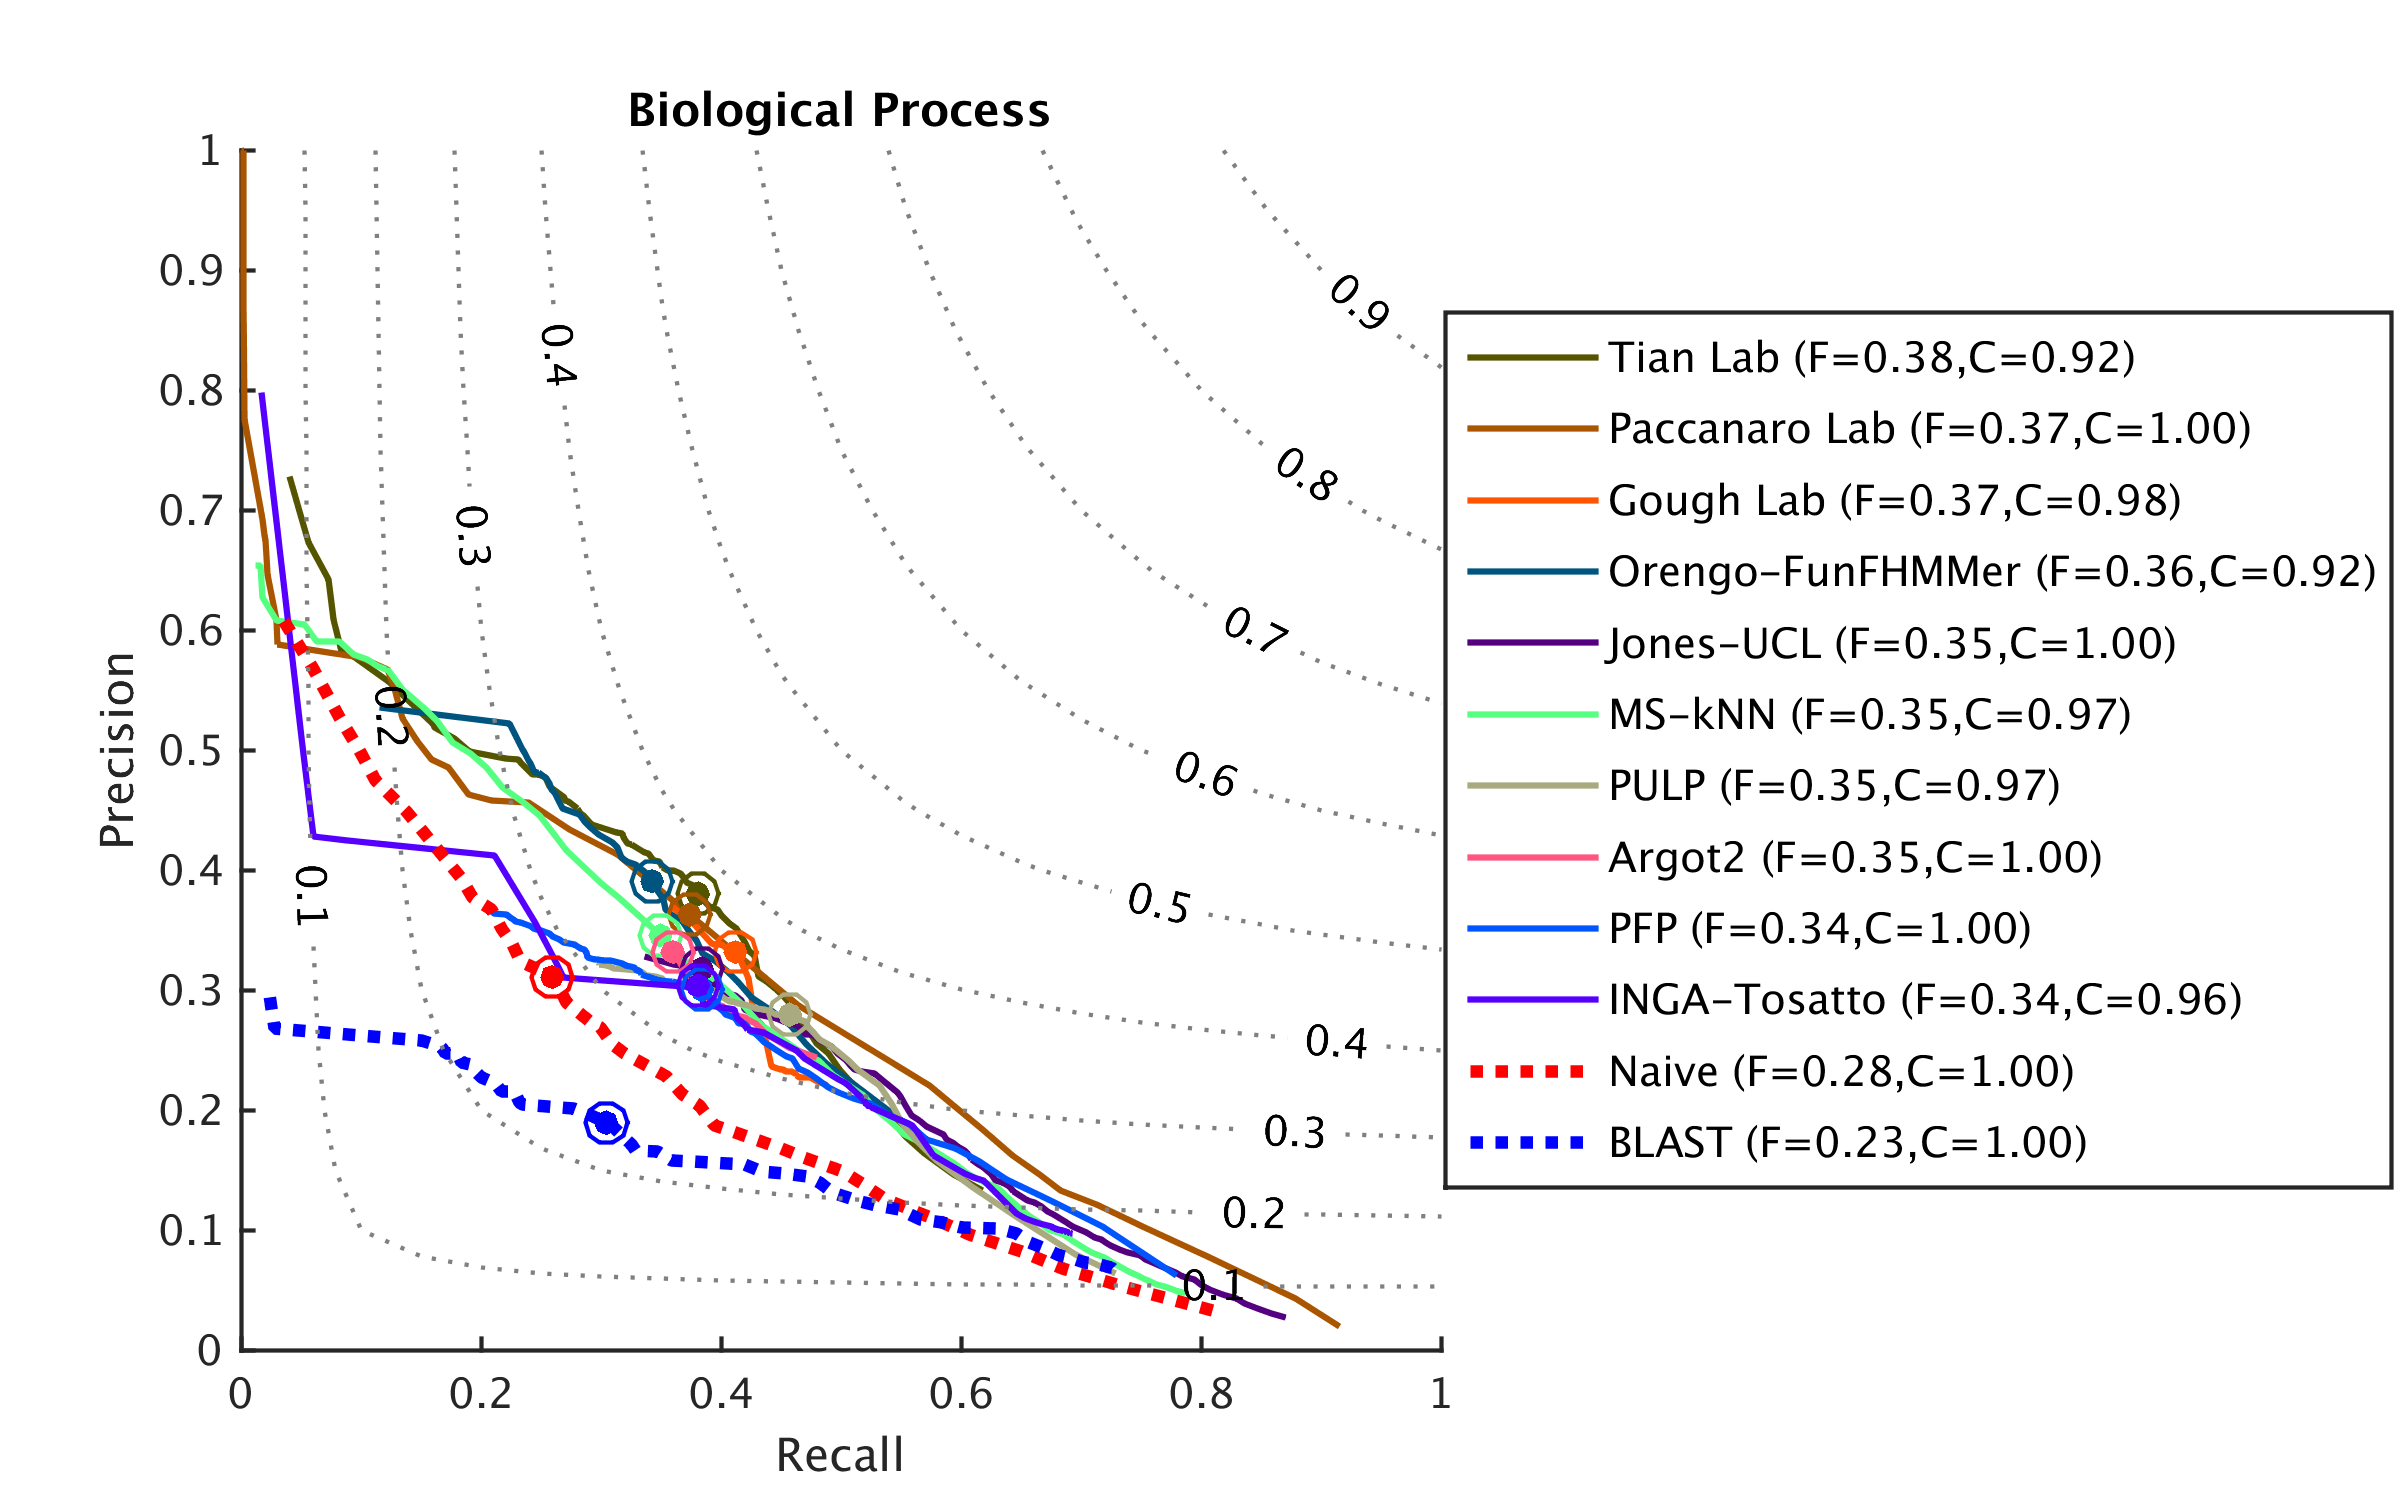 Biological Process
1
0.9
0.8
0.7
0.6
0.5
0.4
0.3
0.2
0.1
0
Precision
0
0.2
0.4
0.6
0.8
1
Recall
0.1
0.2
0.3
0.4
0.9
0.8
0.7
0.6
0.5
0.4
0.3
0.2
0.1
Tian Lab (F=0.38,C=0.92)
Paccanaro Lab (F=0.37,C=1.00)
Gough Lab (F=0.37,C=0.98)
Orengo-FunFHMMer (F=0.36,C=0.92)
Jones-UCL (F=0.35,C=1.00)
MS-kNN (F=0.35,C=0.97)
PULP (F=0.35,C=0.97)
Argot2 (F=0.35,C=1.00)
PFP (F=0.34,C=1.00)
INGA-Tosatto (F=0.34,C=0.96)
Naive (F=0.28,C=1.00)
BLAST (F=0.23,C=1.00)